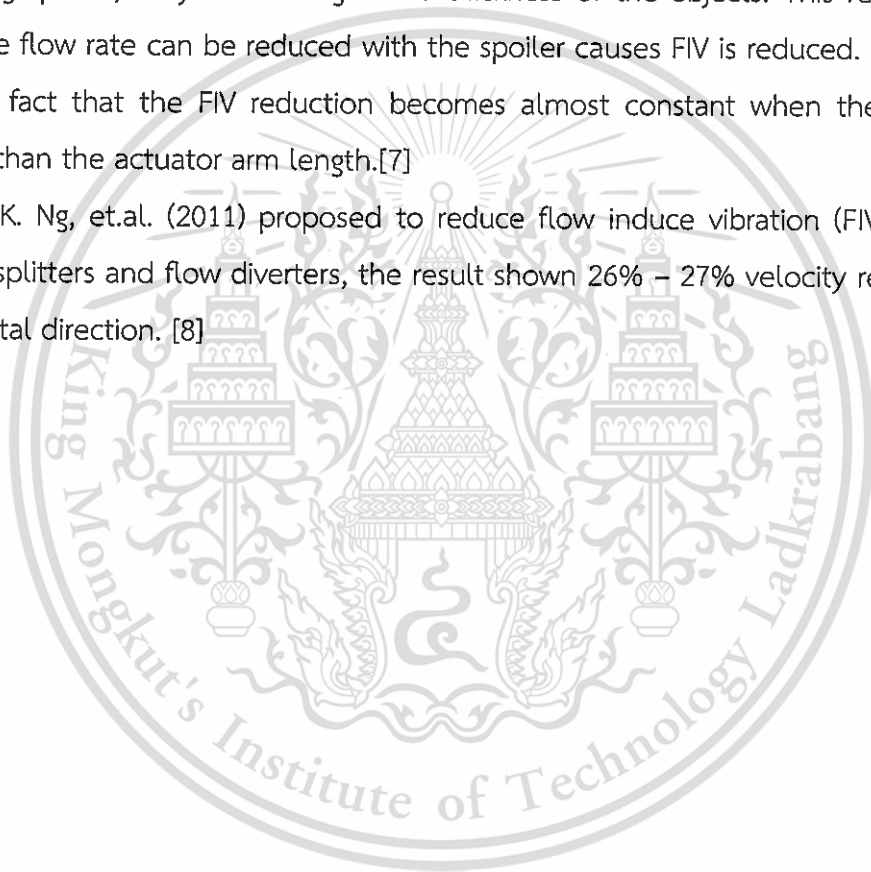 flow rate can be reduced with the spoiler causes FIV is reduced.
fact that the FIV reduction becomes almost constant when the
than the actuator arm length.[7]
K. Ng, et.al. (2011) proposed to reduce flow induce vibration (FIV
splitters and flow diverters, the result shown 26% – 27% velocity re
tal direction. [8]
King Mongkut's Institute of Technology Ladkrabang